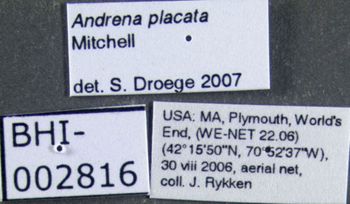 Andrena placata
Mitchell
det. S. Droege 2007
BHI-
002816
USA: MA, Plymouth, World's
End, (WE-NET 22.06)
(42°15'50"N, 70°52'37"W),
30 viii 2006, aerial net,
coll. J. Rykken